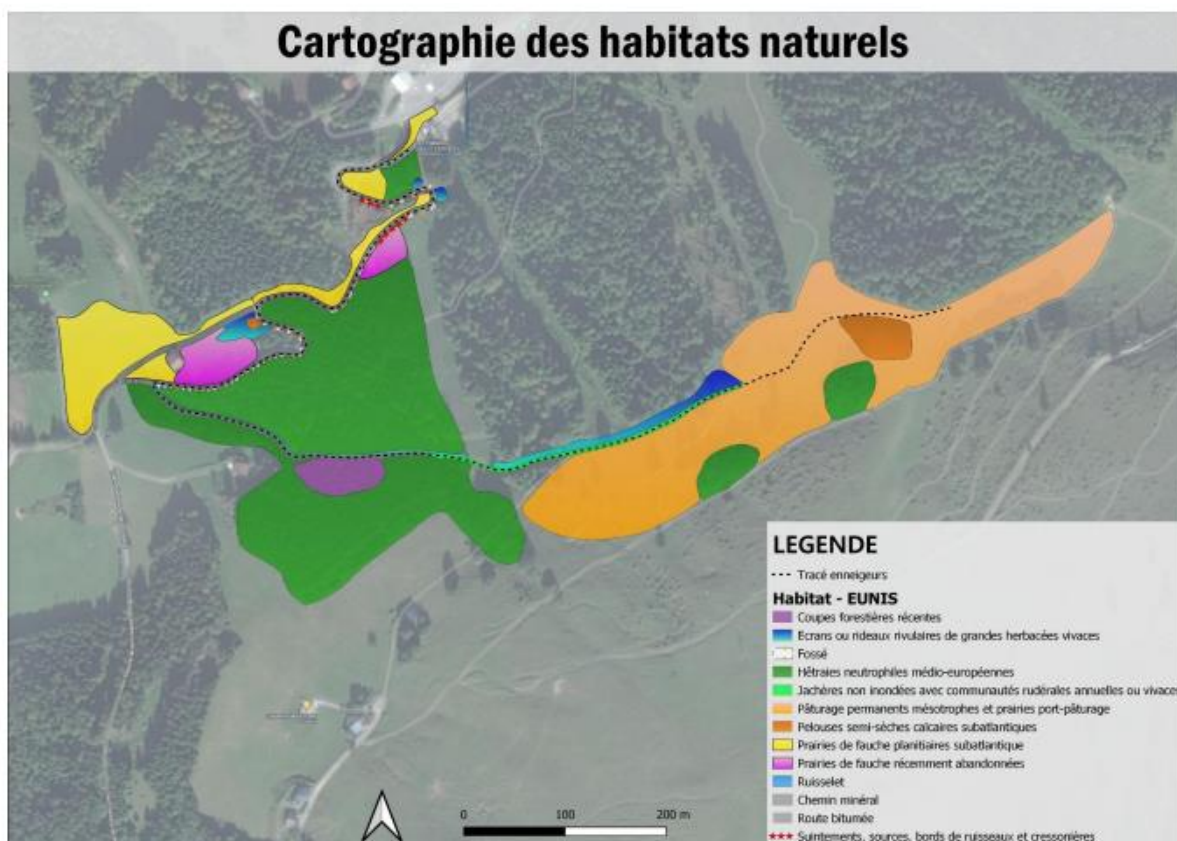 Cartographie des habitats naturels
LEGENDE
Tracé enneigeurs
Habitat - EUNIS
Coupes forestières récentes
Ecrans ou rideaux rivulaires de grandes herbacées vivaces
Fossé
Hêtraies neutrophiles médio-européennes
Jachères non inondées avec communautés rudérales annuelles ou vivaces
Pâturage permanents mésotrophes et prairies port-pâturage
Pelouses semi-sèches calcaires subatlantiques
Prairies de fauche planitiaires subatlantique
Prairies de fauche récemment abandonnées
Ruisselet
Chemin minéral
Route bitumée
Suintements, sources, bords de ruisseaux et cressonières
0 100 200 m